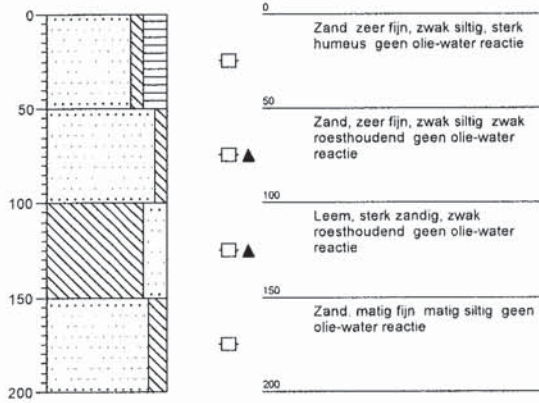 0
0
Zand zeer fijn, zwak siltig, sterk
humeus geen olie-water reactie
50
50
Zand, zeer fijn, zwak siltig zwak
roesthoudend geen olie-water
reactie
100
100
Leem, sterk zandig, zwak
roesthoudend geen olie-water
reactie
150
150
Zand. matig fijn matig siltig geen
olie-water reactie
200
200